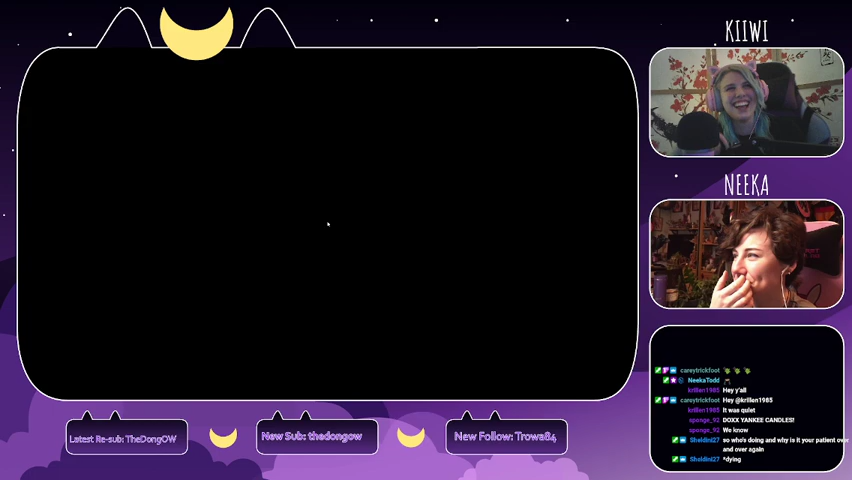 KIIWI
NEEKA
careytrickfoot
NeekaTodd
krillen1985 Hey y'all
careytrickfoot Hey @krillen1985
krillen1985 It was quiet
sponge_92 DOXX YANKEE CANDLES!
sponge_92 We know
Sheldini27 so who's doing and why is it your patient over
and over again
Sheldini27 *dying
Latest Re-sub: TheDongOW
New Sub: thedongow
New Follow: Trowa84